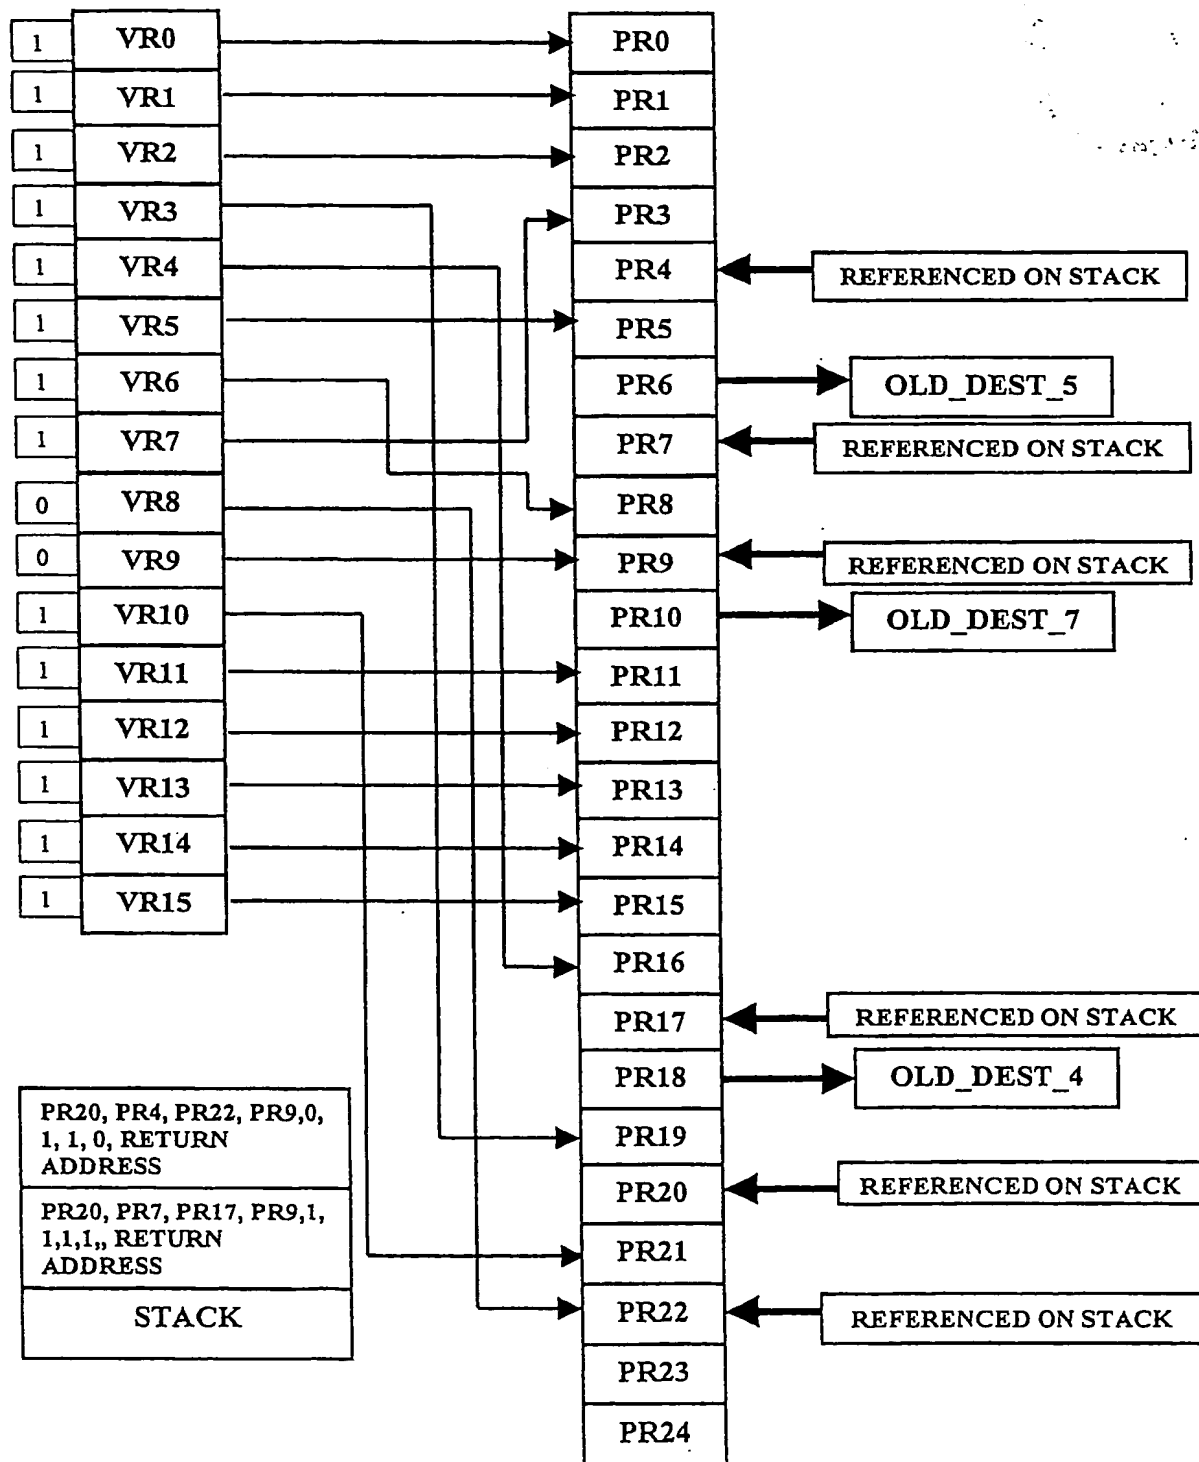 1 VR0 PR0
1 VR1 PR1
1 VR2 PR2
1 VR3 PR3
1 VR4 PR4 REFERENCED ON STACK
1 VR5 PR5
1 VR6 PR6 OLD_DEST_5
1 VR7 PR7 REFERENCED ON STACK
0 VR8 PR8
0 VR9 PR9 REFERENCED ON STACK
1 VR10 PR10 OLD_DEST_7
1 VR11 PR11
1 VR12 PR12
1 VR13 PR13
1 VR14 PR14
1 VR15 PR15
PR16
PR17 REFERENCED ON STACK
PR18 OLD_DEST_4
PR19
PR20 REFERENCED ON STACK
PR21
PR22 REFERENCED ON STACK
PR23
PR24
PR20, PR4, PR22, PR9,0,
1, 1, 0, RETURN
ADDRESS
PR20, PR7, PR17, PR9,1,
1,1,1,, RETURN
ADDRESS
STACK